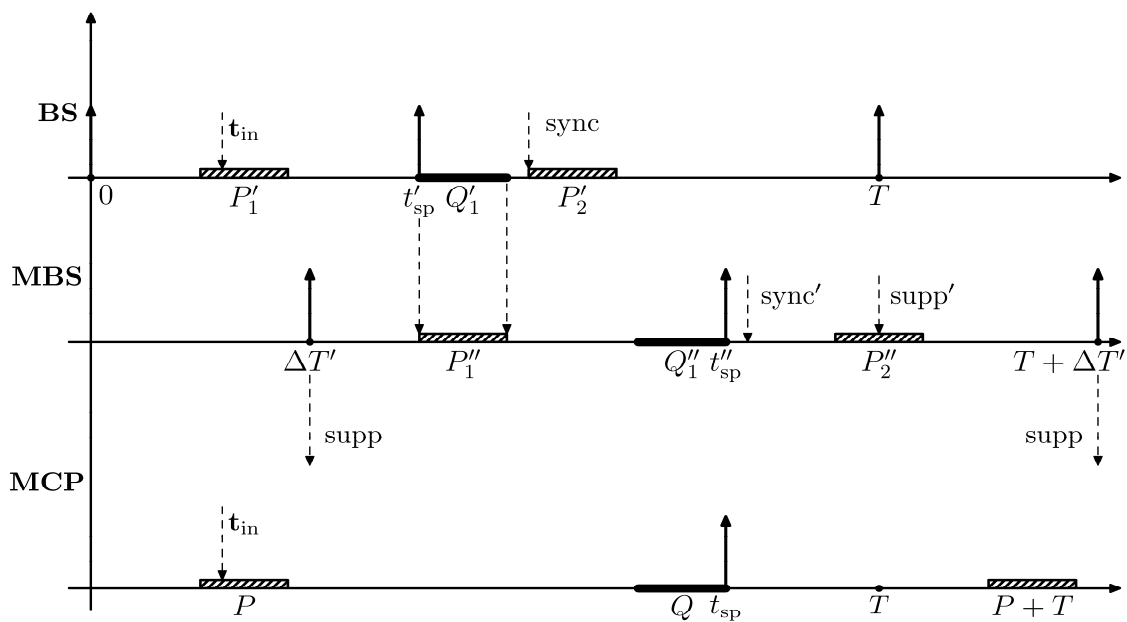 BS
t_in
sync
0
P′_1
t′_sp
Q′_1
P′_2
T
MBS
sync′
supp′
ΔT′
P″_1
Q″_1
t″_sp
P″_2
T + ΔT′
supp
supp
MCP
t_in
P
Q
t_sp
T
P + T